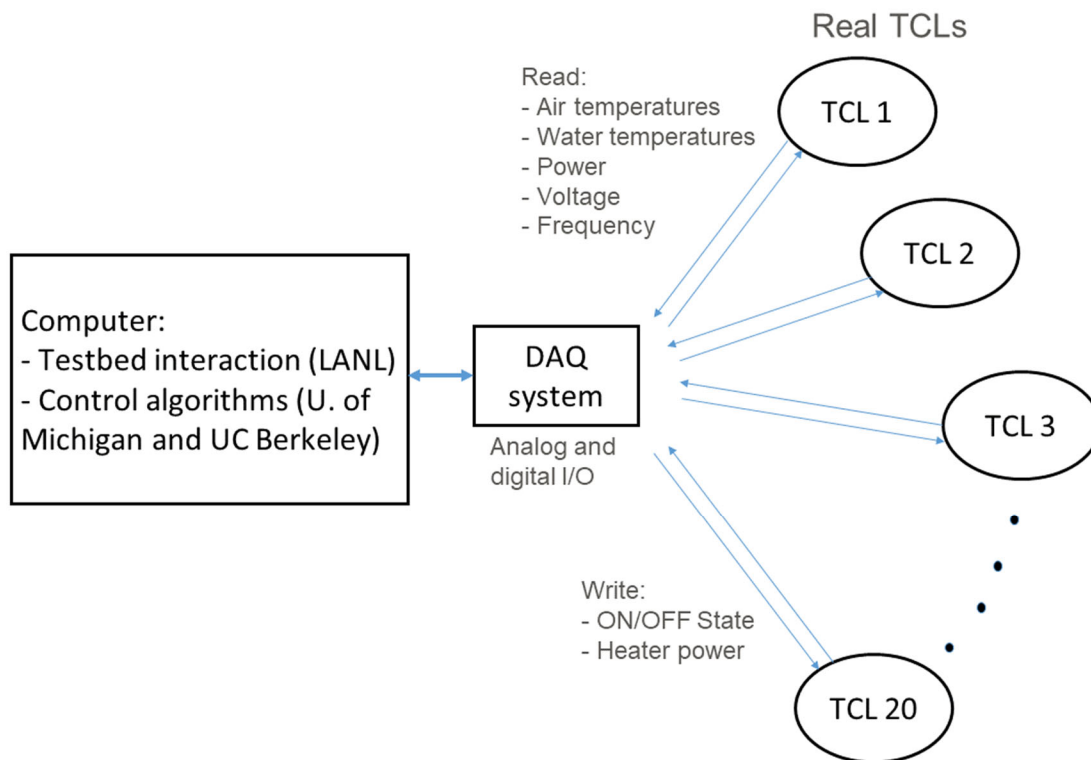 Real TCLs
Read:
- Air temperatures
- Water temperatures
- Power
- Voltage
- Frequency
TCL 1
TCL 2
Computer:
- Testbed interaction (LANL)
- Control algorithms (U. of
Michigan and UC Berkeley)
DAQ
system
Analog and
digital I/O
TCL 3
Write:
- ON/OFF State
- Heater power
TCL 20